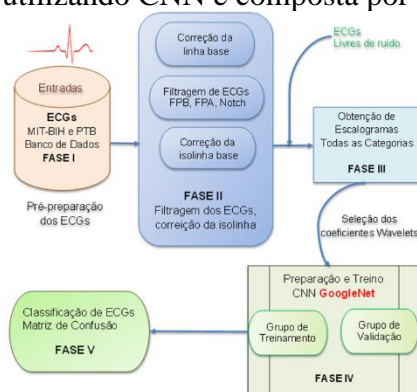 utilizando CNN é composta por
Entradas
ECGs
MIT-BIH e PTB
Banco de Dados
FASE I
Pré-preparação
dos ECGs
Correção da
linha base
Filtragem de ECGs
FPB, FPA, Notch
Correção da
isolinha base
FASE II
Filtragem dos ECGs,
correição da isolinha
ECGs
Livres de ruído
Obtenção de
Escalogramas
Todas as Categorias
FASE III
Seleção dos
coeficientes Wavelets
Preparação e Treino
CNN GoogleNet
Grupo de
Treinamento
Grupo de
Validação
FASE IV
Classificação de ECGs
Matriz de Confusão
FASE V